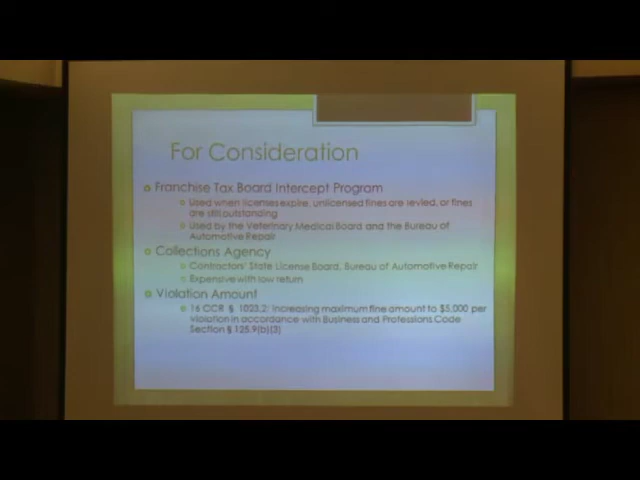 For Consideration
Franchise Tax Board Intercept Program
Used when licenses expire, unlicensed fines are levied, or fines
are still outstanding
Used by the Veterinary Medical Board and the Bureau of
Automotive Repair
Collections Agency
Contractors' State License Board, Bureau of Automotive Repair
Expensive with low return
Violation Amount
16 CCR § 1023.2: Increasing maximum fine amount to $5,000 per
violation in accordance with Business and Professions Code
Section § 125.9(b)(3)